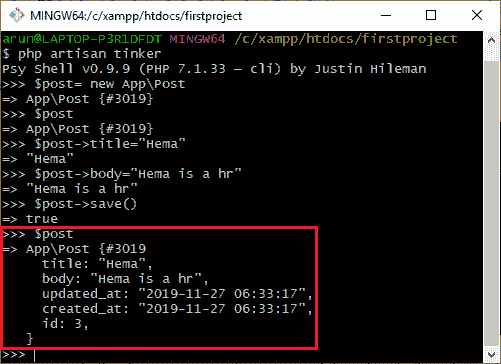 MINGW64:/c/xampp/htdocs/firstproject
arun@LAPTOP-P3R1DFDT MINGW64 /c/xampp/htdocs/firstproject
$ php artisan tinker
Psy Shell v0.9.9 (PHP 7.1.33 — cli) by Justin Hileman
>>> $post= new App\Post
=> App\Post {#3019}
>>> $post
=> App\Post {#3019}
>>> $post->title="Hema"
=> "Hema"
>>> $post->body="Hema is a hr"
=> "Hema is a hr"
>>> $post->save()
=> true
>>> $post
=> App\Post {#3019
title: "Hema",
body: "Hema is a hr",
updated_at: "2019-11-27 06:33:17",
created_at: "2019-11-27 06:33:17",
id: 3,
}
>>>